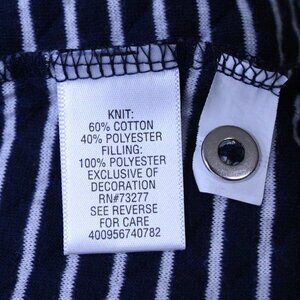 KNIT:
60% COTTON
40% POLYESTER
FILLING:
100% POLYESTER
EXCLUSIVE OF
DECORATION
RN#73277
SEE REVERSE
FOR CARE
400956740782